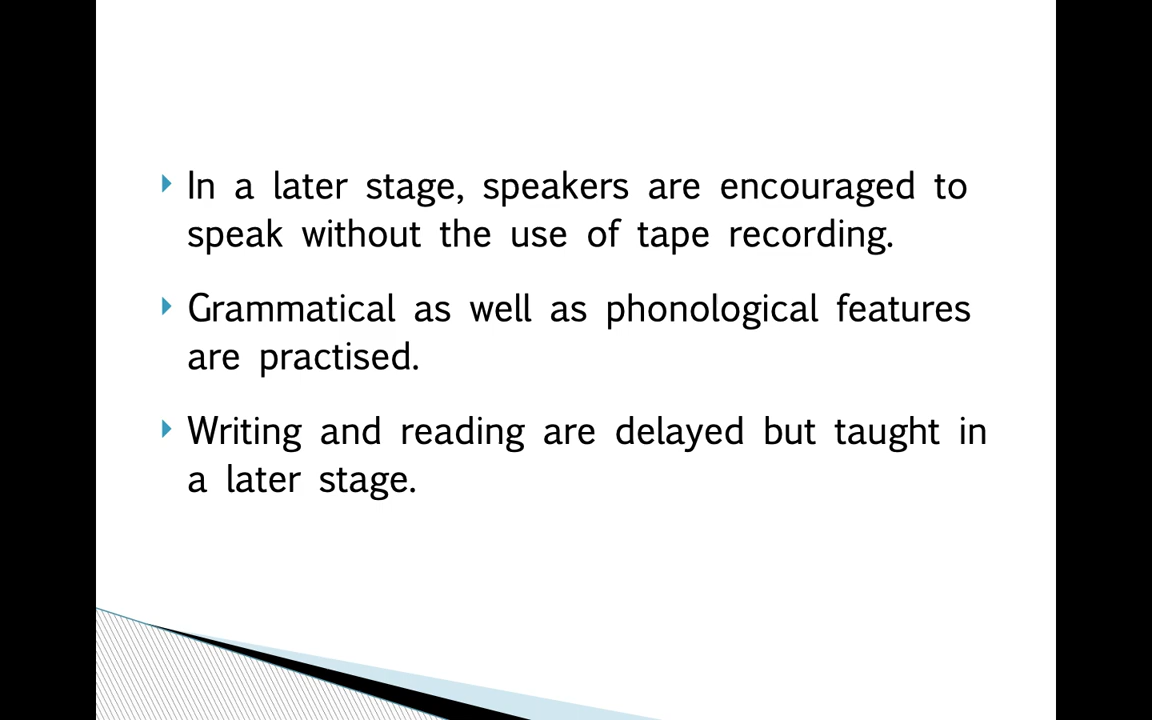 In a later stage, speakers are encouraged to
speak without the use of tape recording.
Grammatical as well as phonological features
are practised.
Writing and reading are delayed but taught in
a later stage.